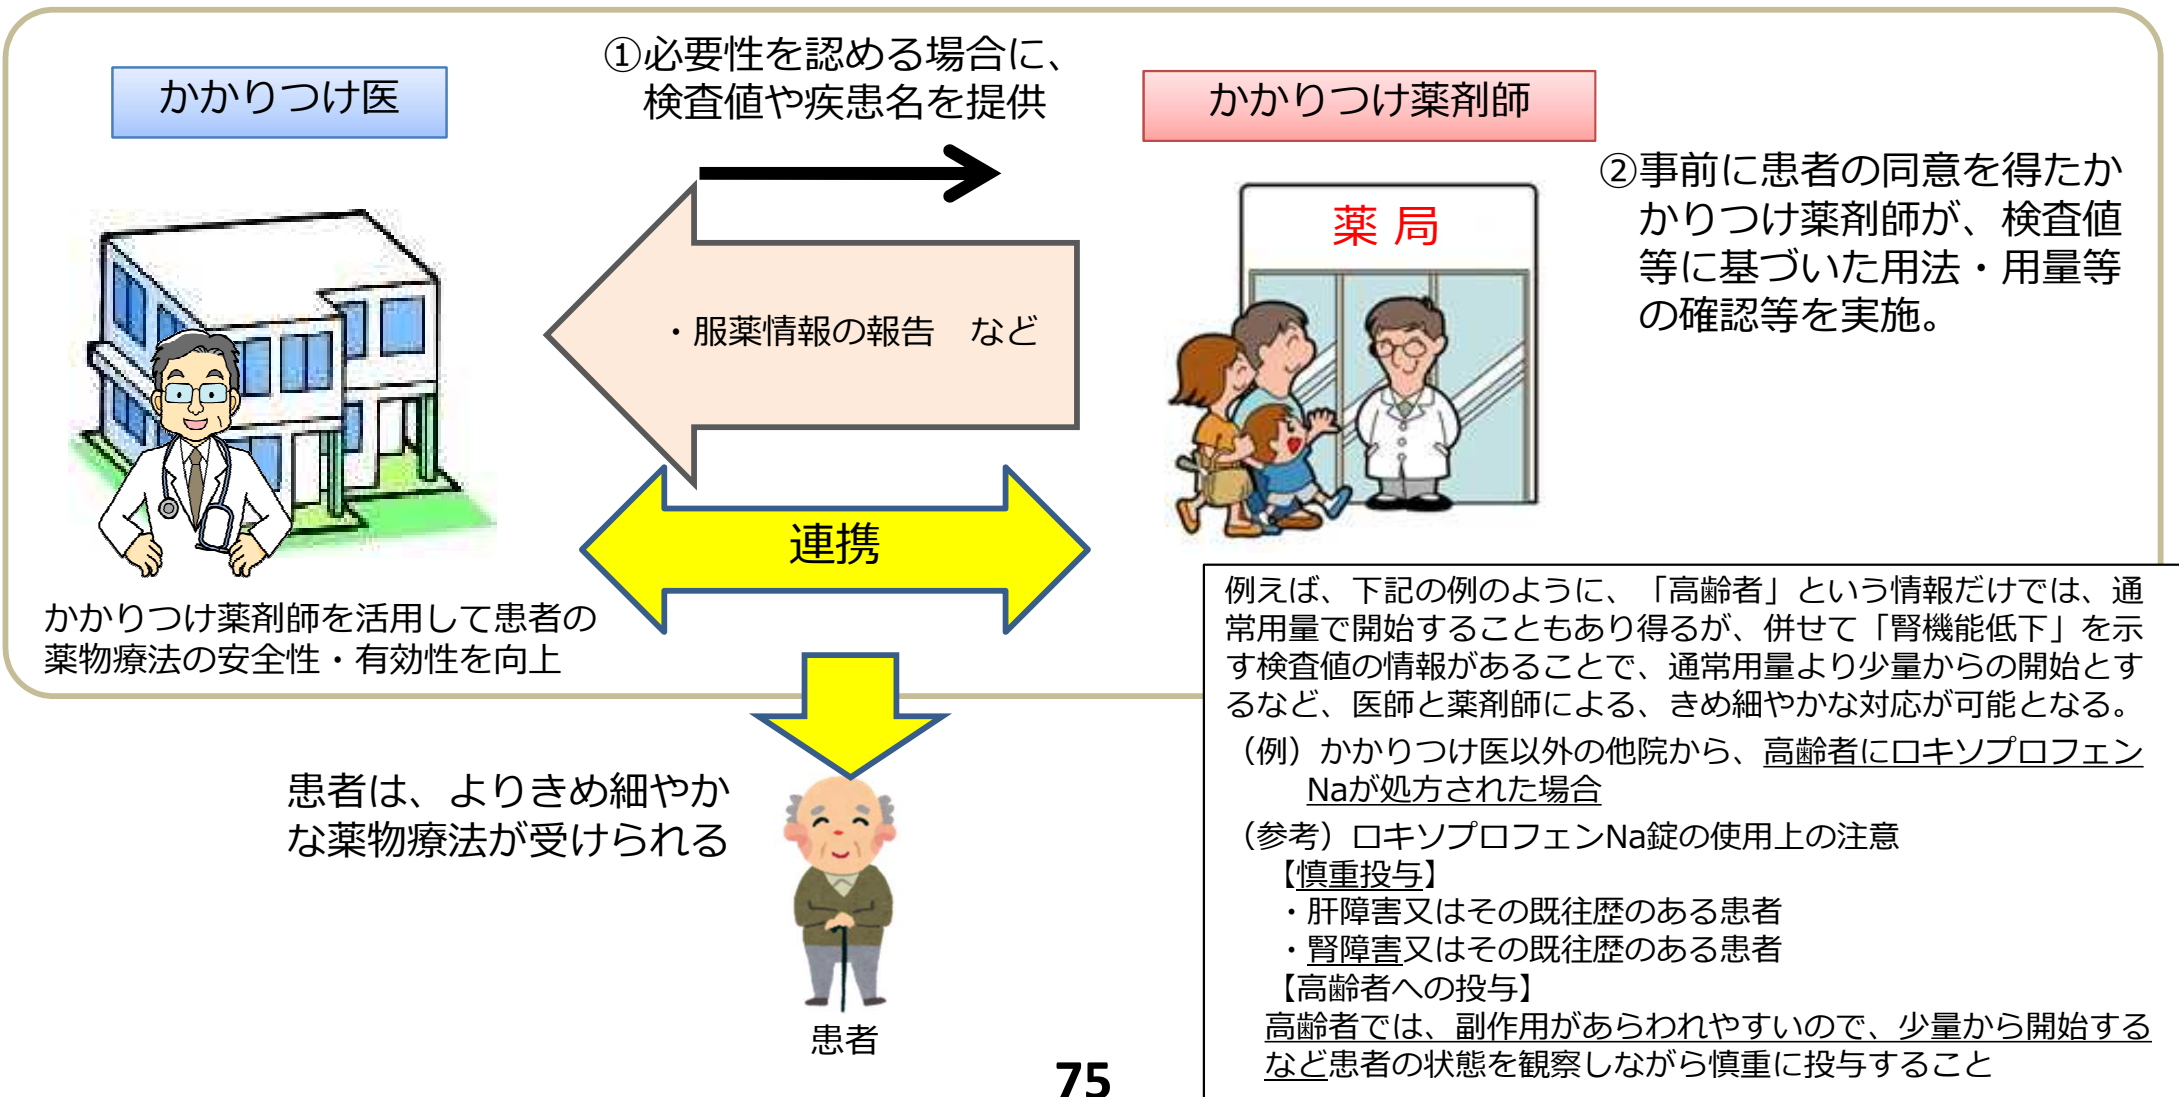 かかりつけ医
①必要性を認める場合に、
検査値や疾患名を提供
かかりつけ薬剤師
②事前に患者の同意を得たか
かりつけ薬剤師が、検査値
等に基づいた用法・用量等
の確認等を実施。
薬 局
・服薬情報の報告　など
連携
かかりつけ薬剤師を活用して患者の
薬物療法の安全性・有効性を向上
例えば、下記の例のように、「高齢者」という情報だけでは、通
常用量で開始することもあり得るが、併せて「腎機能低下」を示
す検査値の情報があることで、通常用量より少量からの開始とす
るなど、医師と薬剤師による、きめ細やかな対応が可能となる。
（例）かかりつけ医以外の他院から、高齢者にロキソプロフェン
Naが処方された場合
（参考）ロキソプロフェンNa錠の使用上の注意
【慎重投与】
・肝障害又はその既往歴のある患者
・腎障害又はその既往歴のある患者
【高齢者への投与】
高齢者では、副作用があらわれやすいので、少量から開始する
など患者の状態を観察しながら慎重に投与すること
患者は、よりきめ細やか
な薬物療法が受けられる
患者
75